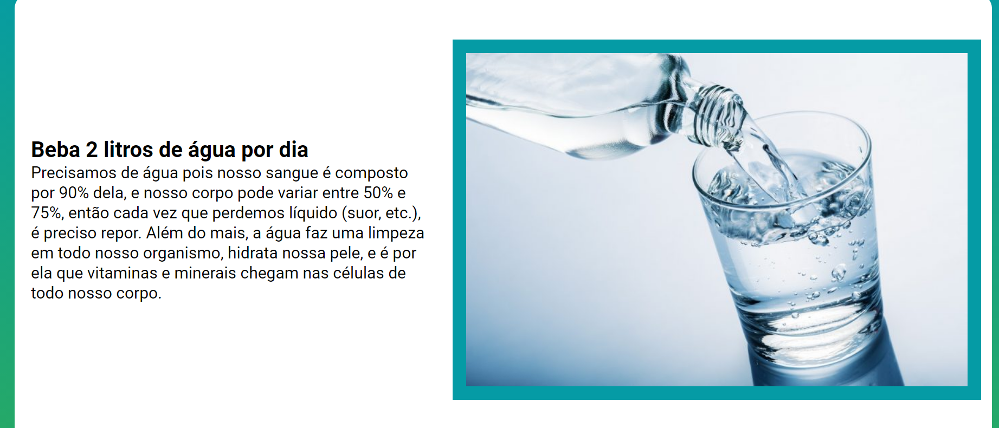 Beba 2 litros de água por dia
Precisamos de água pois nosso sangue é composto
por 90% dela, e nosso corpo pode variar entre 50% e
75%, então cada vez que perdemos líquido (suor, etc.),
é preciso repor. Além do mais, a água faz uma limpeza
em todo nosso organismo, hidrata nossa pele, e é por
ela que vitaminas e minerais chegam nas células de
todo nosso corpo.